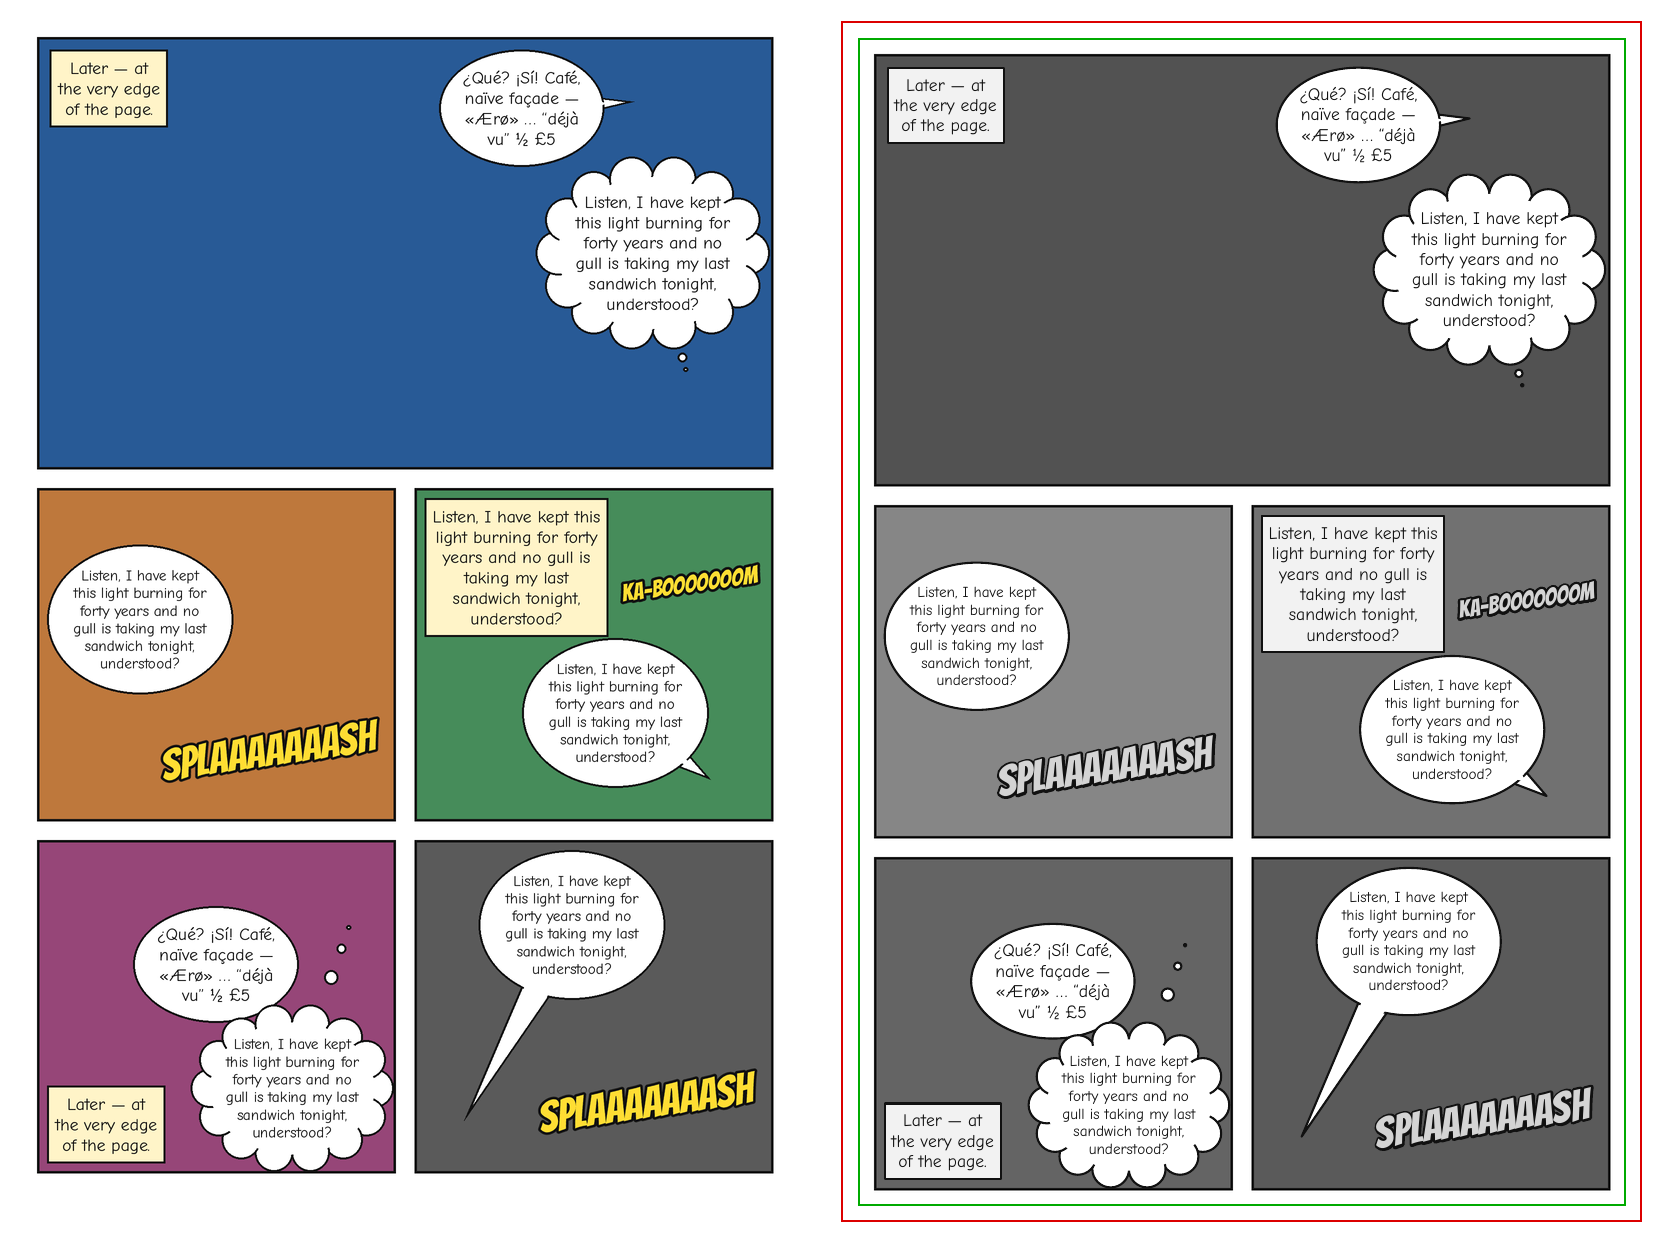 Later — at
the very edge
of the page.
¿Qué? ¡Sí! Café,
naïve façade —
«Ærø» … “déjà
vu” ½ £5
Listen, I have kept
this light burning for
forty years and no
gull is taking my last
sandwich tonight,
understood?
Listen, I have kept
this light burning for
forty years and no
gull is taking my last
sandwich tonight,
understood?
SPLAAAAAAASH
Listen, I have kept this
light burning for forty
years and no gull is
taking my last
sandwich tonight,
understood?
KA-BOOOOOOOM
Listen, I have kept
this light burning for
forty years and no
gull is taking my last
sandwich tonight,
understood?
¿Qué? ¡Sí! Café,
naïve façade —
«Ærø» … “déjà
vu” ½ £5
Listen, I have kept
this light burning for
forty years and no
gull is taking my last
sandwich tonight,
understood?
Later — at
the very edge
of the page.
Listen, I have kept
this light burning for
forty years and no
gull is taking my last
sandwich tonight,
understood?
SPLAAAAAAASH
Later — at
the very edge
of the page.
¿Qué? ¡Sí! Café,
naïve façade —
«Ærø» … “déjà
vu” ½ £5
Listen, I have kept
this light burning for
forty years and no
gull is taking my last
sandwich tonight,
understood?
Listen, I have kept
this light burning for
forty years and no
gull is taking my last
sandwich tonight,
understood?
SPLAAAAAAASH
Listen, I have kept this
light burning for forty
years and no gull is
taking my last
sandwich tonight,
understood?
KA-BOOOOOOOM
Listen, I have kept
this light burning for
forty years and no
gull is taking my last
sandwich tonight,
understood?
¿Qué? ¡Sí! Café,
naïve façade —
«Ærø» … “déjà
vu” ½ £5
Listen, I have kept
this light burning for
forty years and no
gull is taking my last
sandwich tonight,
understood?
Later — at
the very edge
of the page.
Listen, I have kept
this light burning for
forty years and no
gull is taking my last
sandwich tonight,
understood?
SPLAAAAAAASH